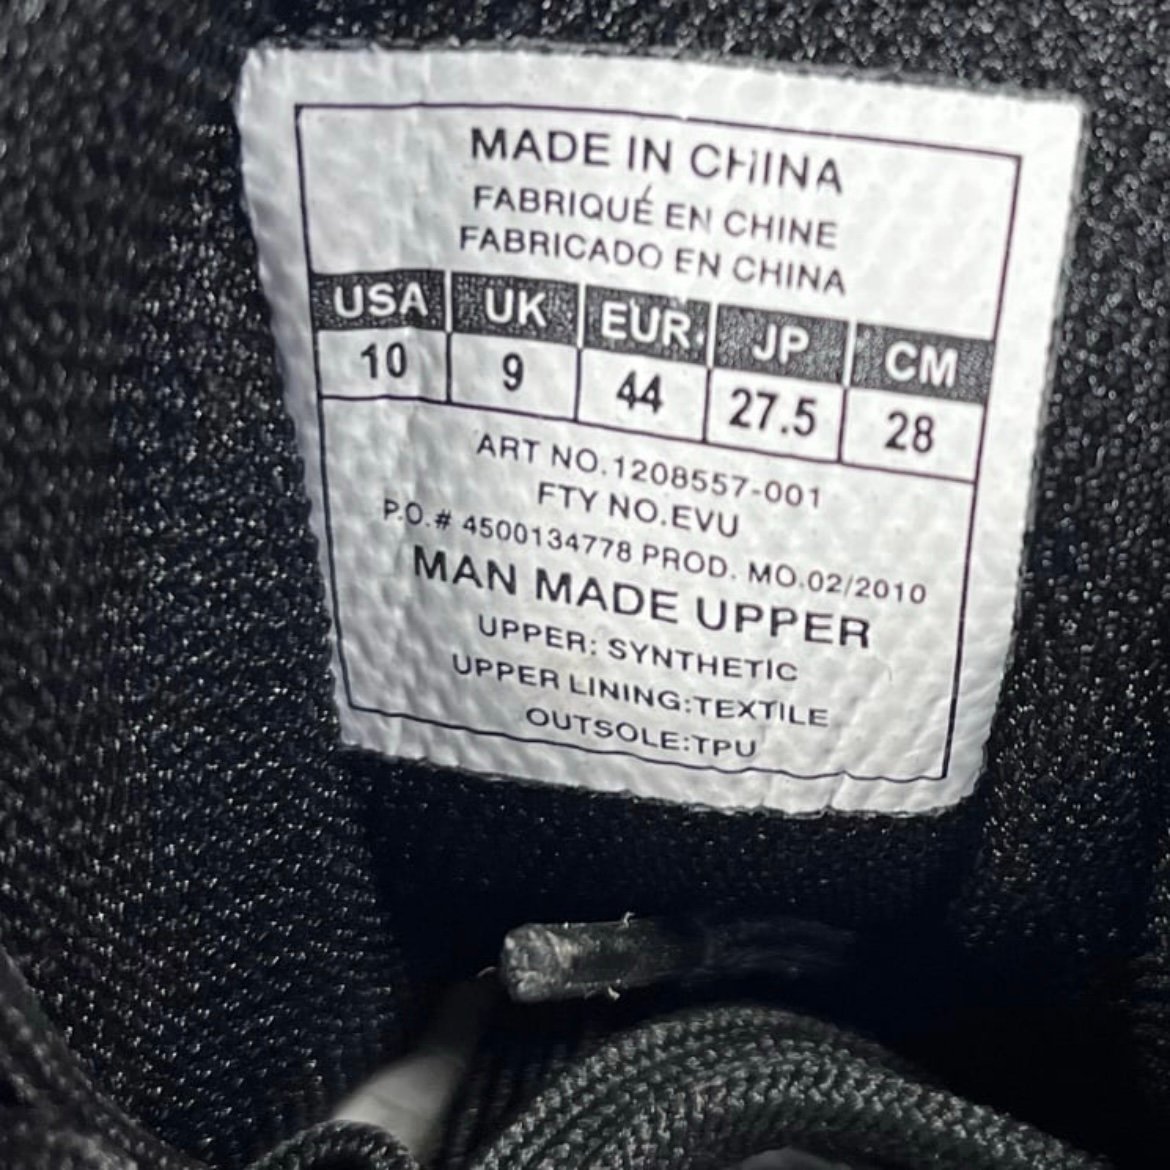 MADE IN CHINA
FABRIQUÉ EN CHINE
FABRICADO EN CHINA
USA UK EUR. JP CM
10 9 44 27.5 28
ART NO.1208557-001
FTY NO.EVU
P.O.# 4500134778 PROD. MO.02/2010
MAN MADE UPPER
UPPER: SYNTHETIC
UPPER LINING:TEXTILE
OUTSOLE:TPU